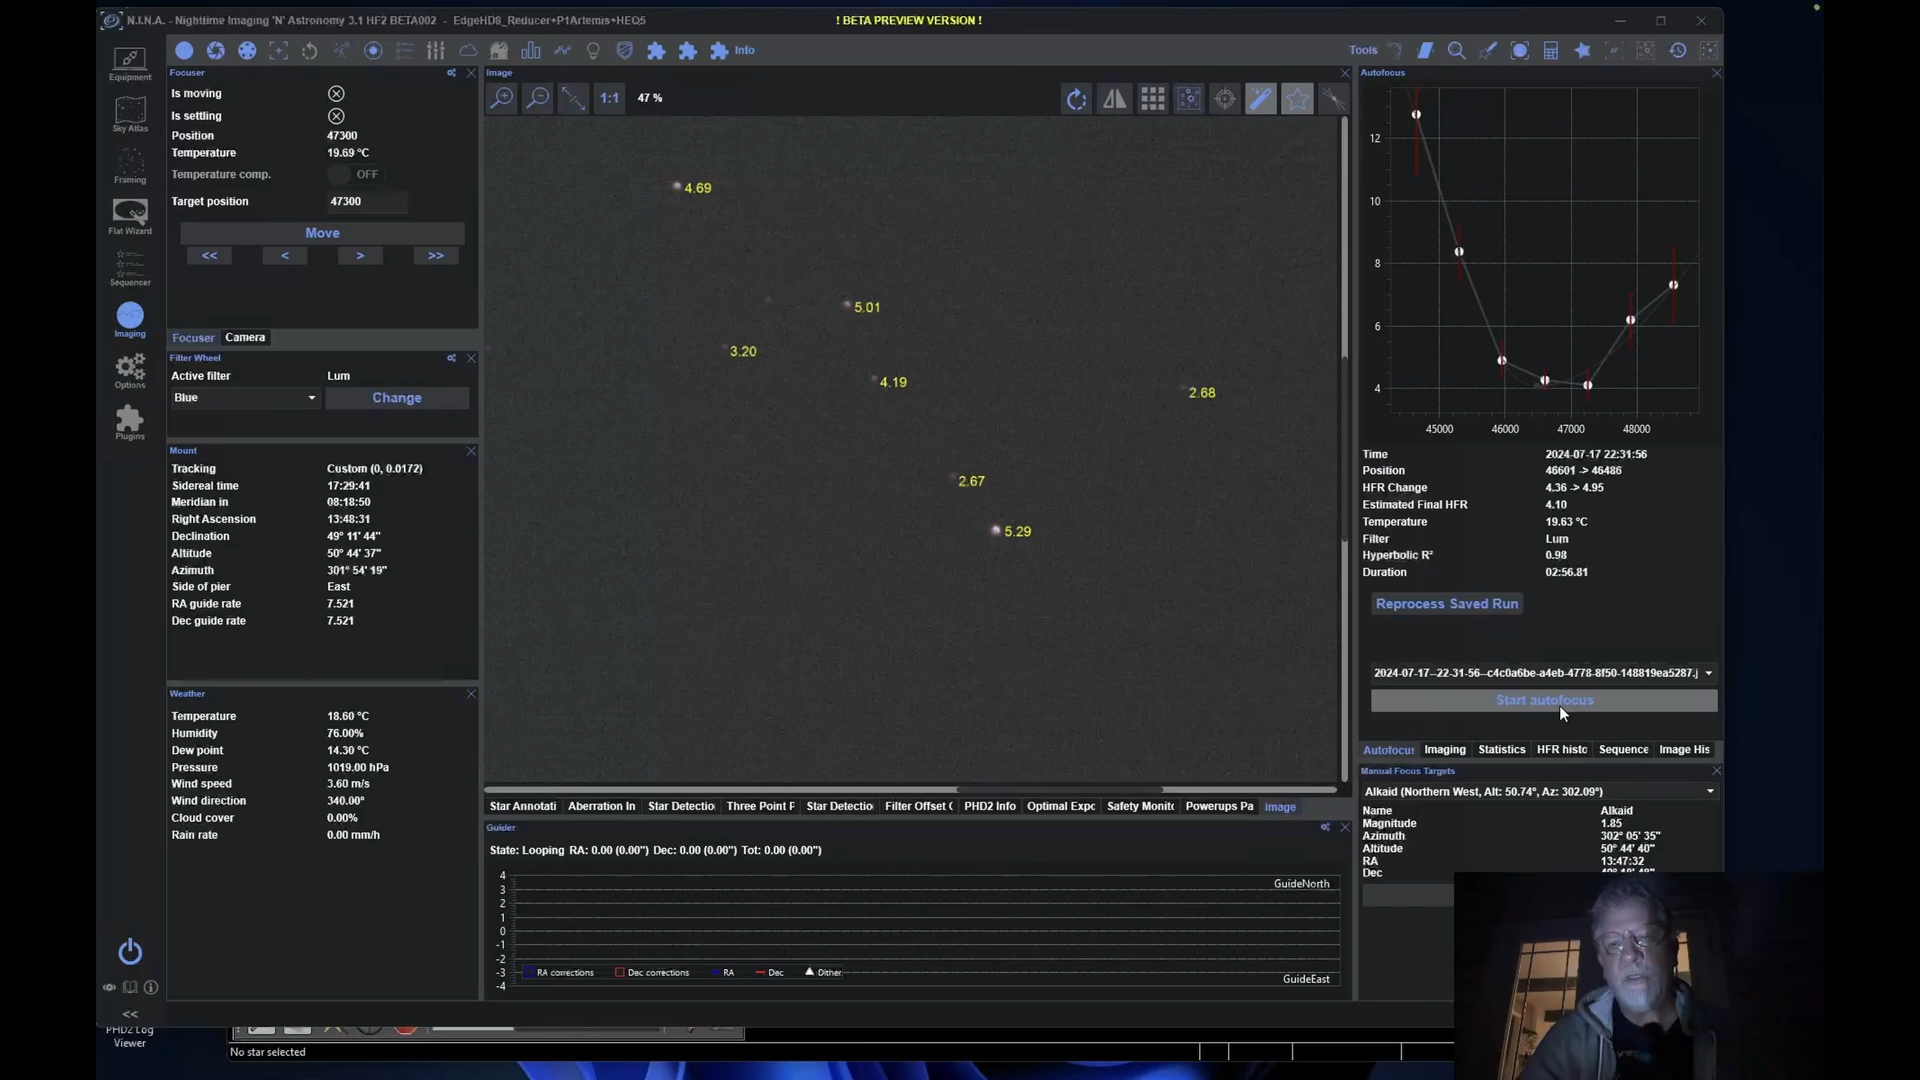 N.I.N.A. - Nighttime Imaging 'N' Astronomy 3.1 HF2 BETA002 - EdgeHD8_Reducer+P1Artemis+HEQ5
! BETA PREVIEW VERSION !
Equipment
Sky Atlas
Framing
Flat Wizard
Sequencer
Imaging
Options
Plugins
<<
Info
Tools
Focuser
Is moving
Is settling
Position 47300
Temperature 19.69 °C
Temperature comp. OFF
Target position 47300
Move
<< < > >>
Focuser Camera
Filter Wheel
Active filter Lum
Blue Change
Mount
Tracking Custom (0, 0.0172)
Sidereal time 17:29:41
Meridian in 08:18:50
Right Ascension 13:48:31
Declination 49° 11' 44"
Altitude 50° 44' 37"
Azimuth 301° 54' 19"
Side of pier East
RA guide rate 7.521
Dec guide rate 7.521
Weather
Temperature 18.60 °C
Humidity 76.00%
Dew point 14.30 °C
Pressure 1019.00 hPa
Wind speed 3.60 m/s
Wind direction 340.00°
Cloud cover 0.00%
Rain rate 0.00 mm/h
Image
1:1 47 %
4.69
5.01
3.20
4.19
2.68
2.67
5.29
Star Annotati Aberration In Star Detectio Three Point P Star Detectio Filter Offset C PHD2 Info Optimal Expo Safety Monito Powerups Pa Image
Guider
State: Looping RA: 0.00 (0.00") Dec: 0.00 (0.00") Tot: 0.00 (0.00")
4
3
2
1
0
-1
-2
-3
-4
GuideNorth
GuideEast
RA corrections Dec corrections RA Dec Dither
Autofocus
12
10
8
6
4
45000 46000 47000 48000
Time 2024-07-17 22:31:56
Position 46601 -> 46486
HFR Change 4.36 -> 4.95
Estimated Final HFR 4.10
Temperature 19.63 °C
Filter Lum
Hyperbolic R² 0.98
Duration 02:56.81
Reprocess Saved Run
2024-07-17--22-31-56--c4c0a6be-a4eb-4778-8f50-148819ea5287.j
Start autofocus
Autofocus Imaging Statistics HFR histo Sequence Image His
Manual Focus Targets
Alkaid (Northern West, Alt: 50.74°, Az: 302.09°)
Name Alkaid
Magnitude 1.85
Azimuth 302° 05' 35"
Altitude 50° 44' 40"
RA 13:47:32
Dec
PHD2 Log
Viewer
No star selected